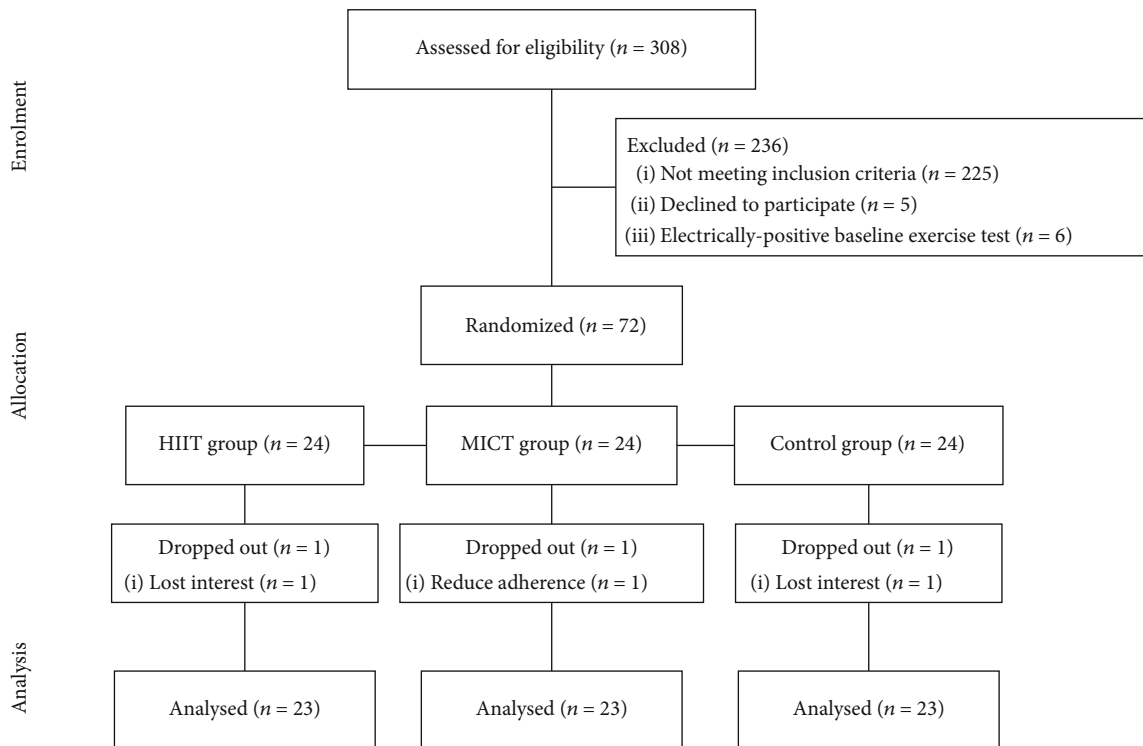 Enrolment
Assessed for eligibility (n = 308)
Excluded (n = 236)
(i) Not meeting inclusion criteria (n = 225)
(ii) Declined to participate (n = 5)
(iii) Electrically-positive baseline exercise test (n = 6)
Allocation
Randomized (n = 72)
HIIT group (n = 24)
MICT group (n = 24)
Control group (n = 24)
Dropped out (n = 1)
(i) Lost interest (n = 1)
Dropped out (n = 1)
(i) Reduce adherence (n = 1)
Dropped out (n = 1)
(i) Lost interest (n = 1)
Analysis
Analysed (n = 23)
Analysed (n = 23)
Analysed (n = 23)